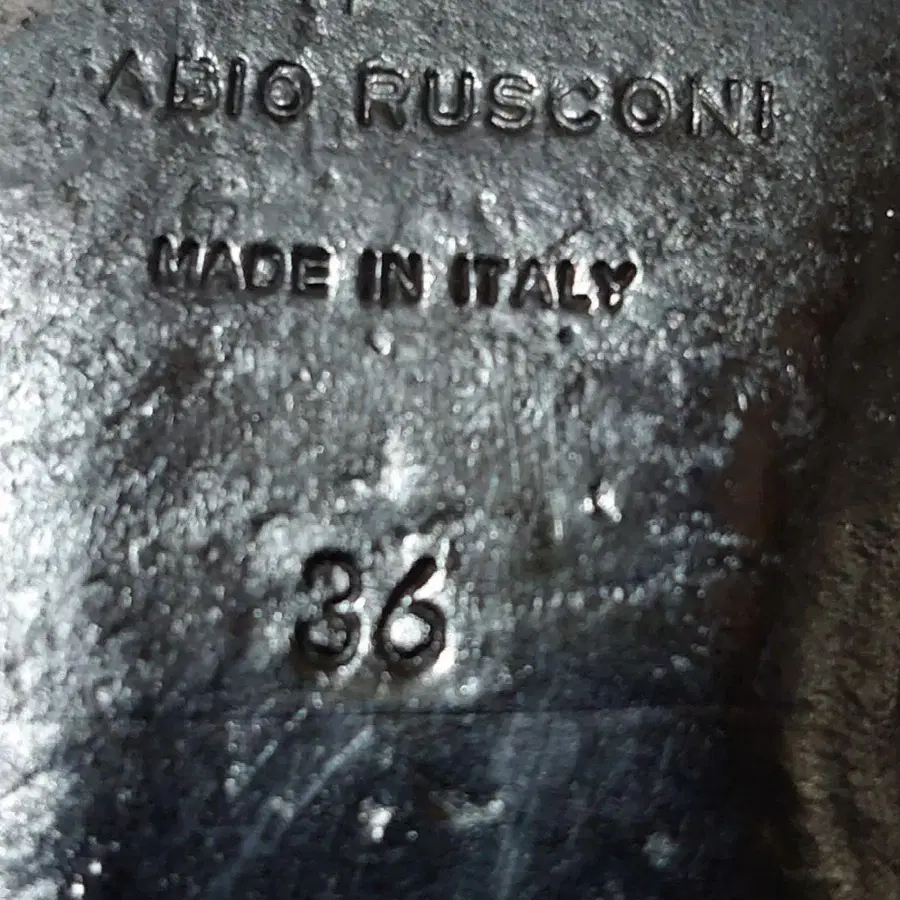 ABIO RUSCONI
MADE IN ITALY
36